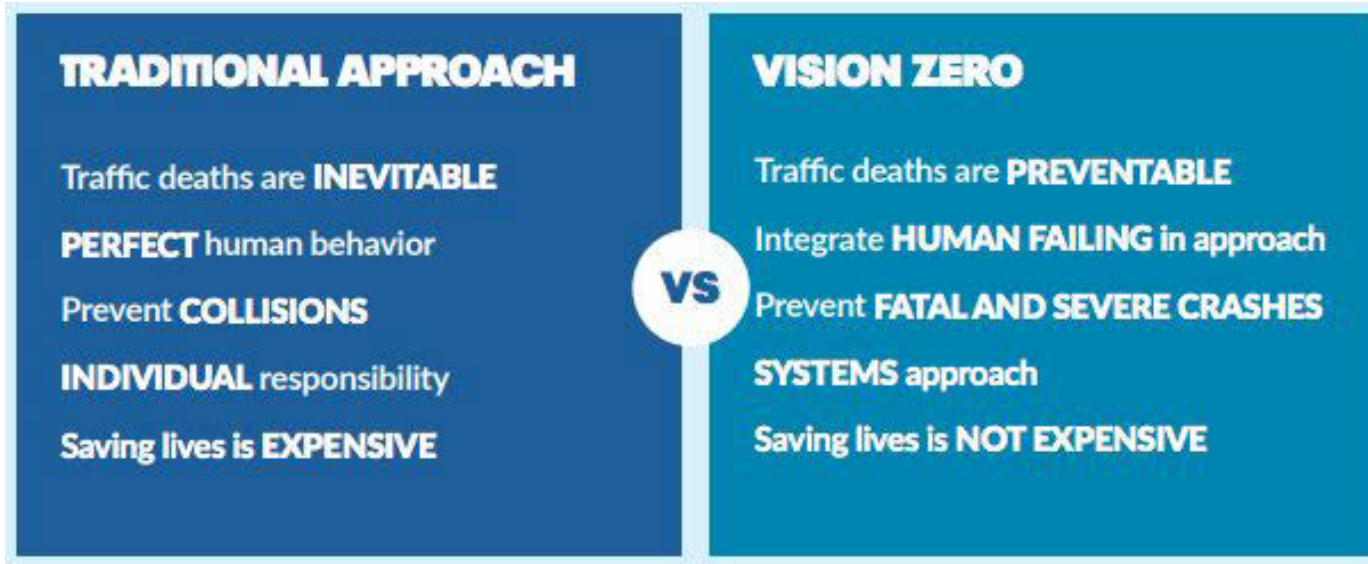 TRADITIONAL APPROACH
Traffic deaths are INEVITABLE
PERFECT human behavior
Prevent COLLISIONS
INDIVIDUAL responsibility
Saving lives is EXPENSIVE
VS
VISION ZERO
Traffic deaths are PREVENTABLE
Integrate HUMAN FAILING in approach
Prevent FATAL AND SEVERE CRASHES
SYSTEMS approach
Saving lives is NOT EXPENSIVE